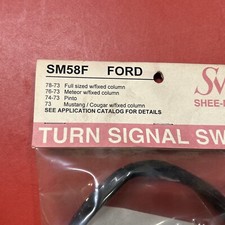 SM58F FORD
78-73 Full sized w/fixed column
76-73 Meteor w/fixed column
74-73 Pinto
73 Mustang / Cougar w/fixed column
SEE APPLICATION CATALOG FOR DETAILS
SHEE-
TURN SIGNAL SW